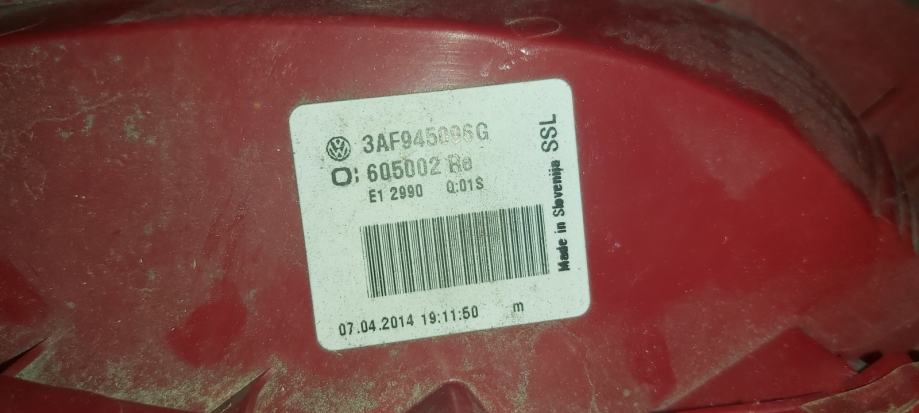 3AF945096G
605002 Re
E1 2990 Q:01S
Made in Slovenija SSL
07.04.2014 19:11:50 m